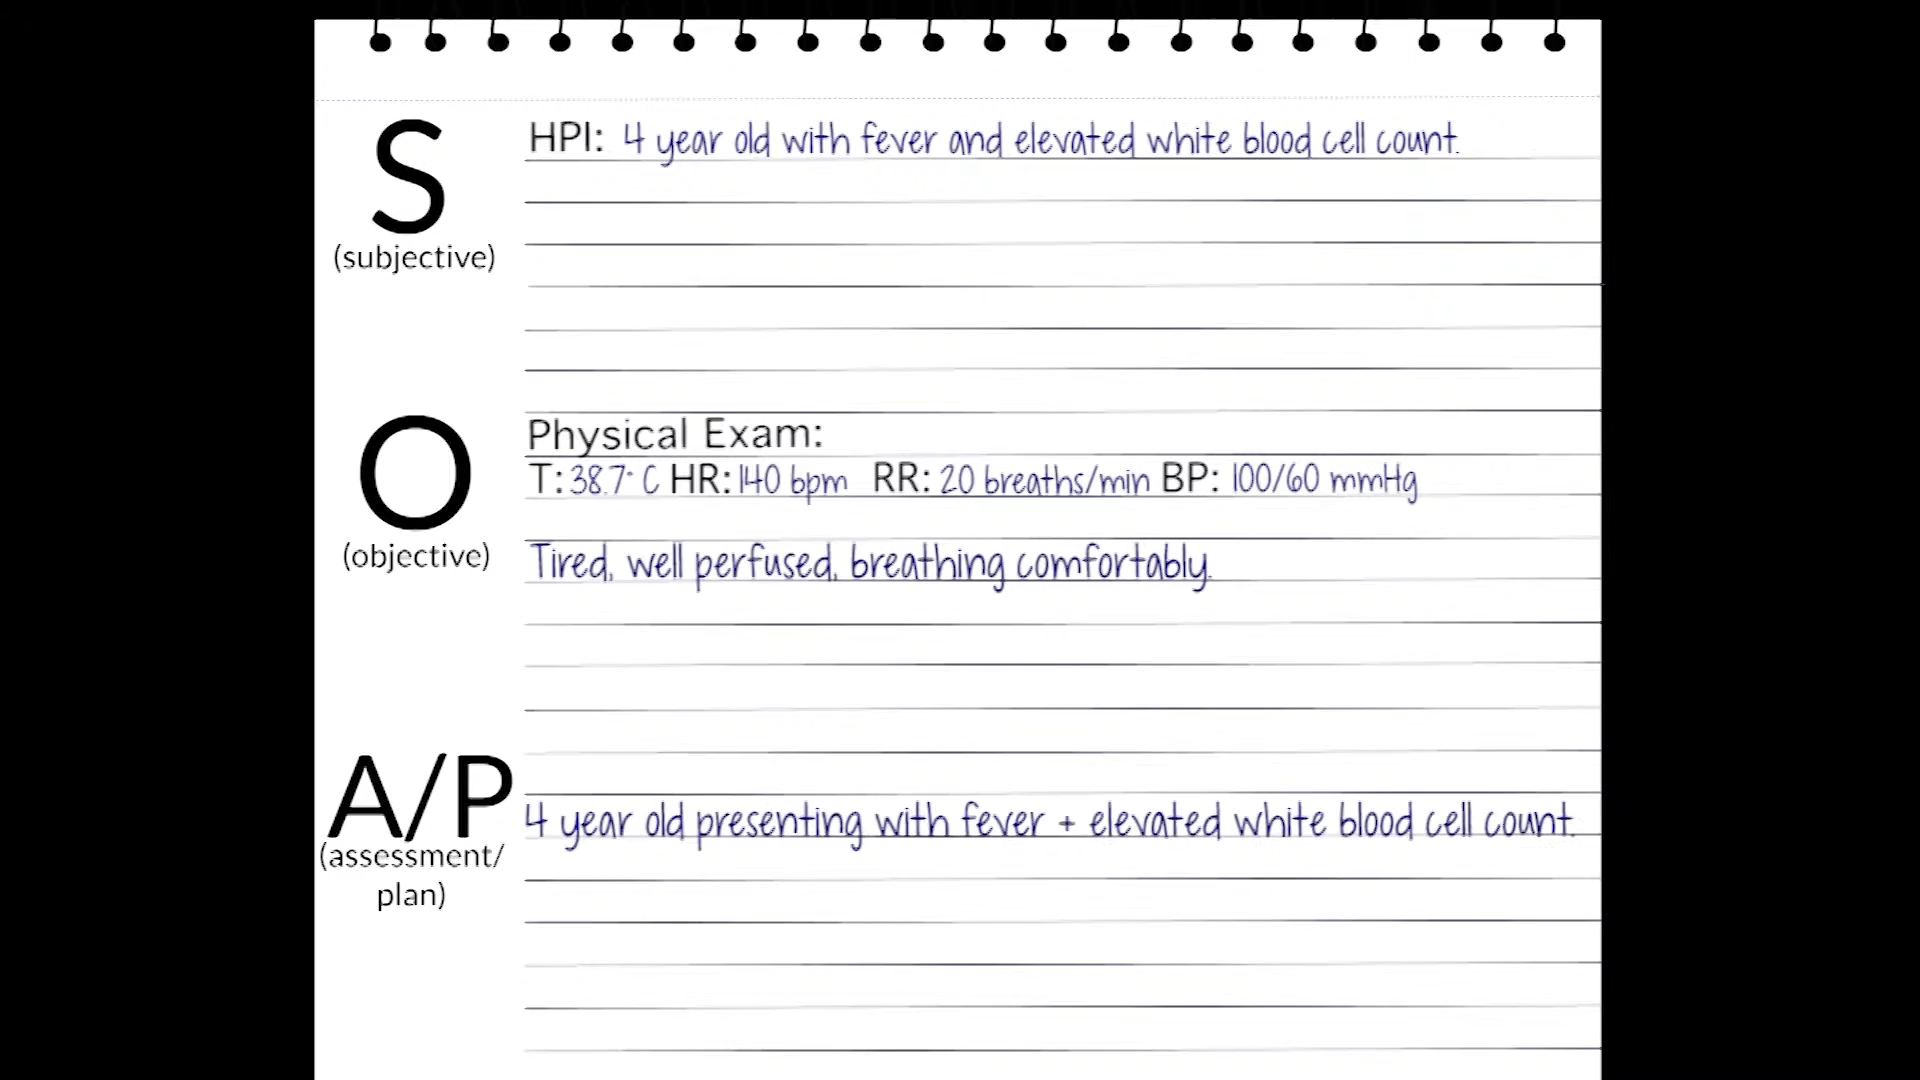 S
(subjective)
HPI: 4 year old with fever and elevated white blood cell count.
O
(objective)
Physical Exam:
T: 38.7° C HR: 140 bpm RR: 20 breaths/min BP: 100/60 mmHg
Tired, well perfused, breathing comfortably.
A/P
(assessment/
plan)
4 year old presenting with fever + elevated white blood cell count.